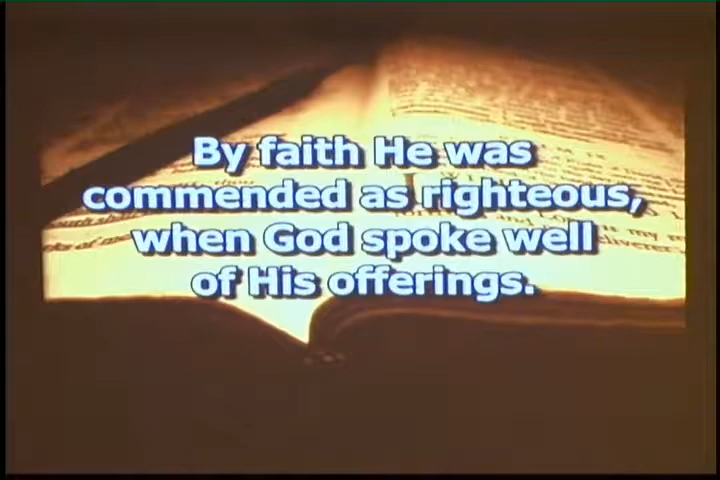 By faith He was
commended as righteous,
when God spoke well
of His offerings.